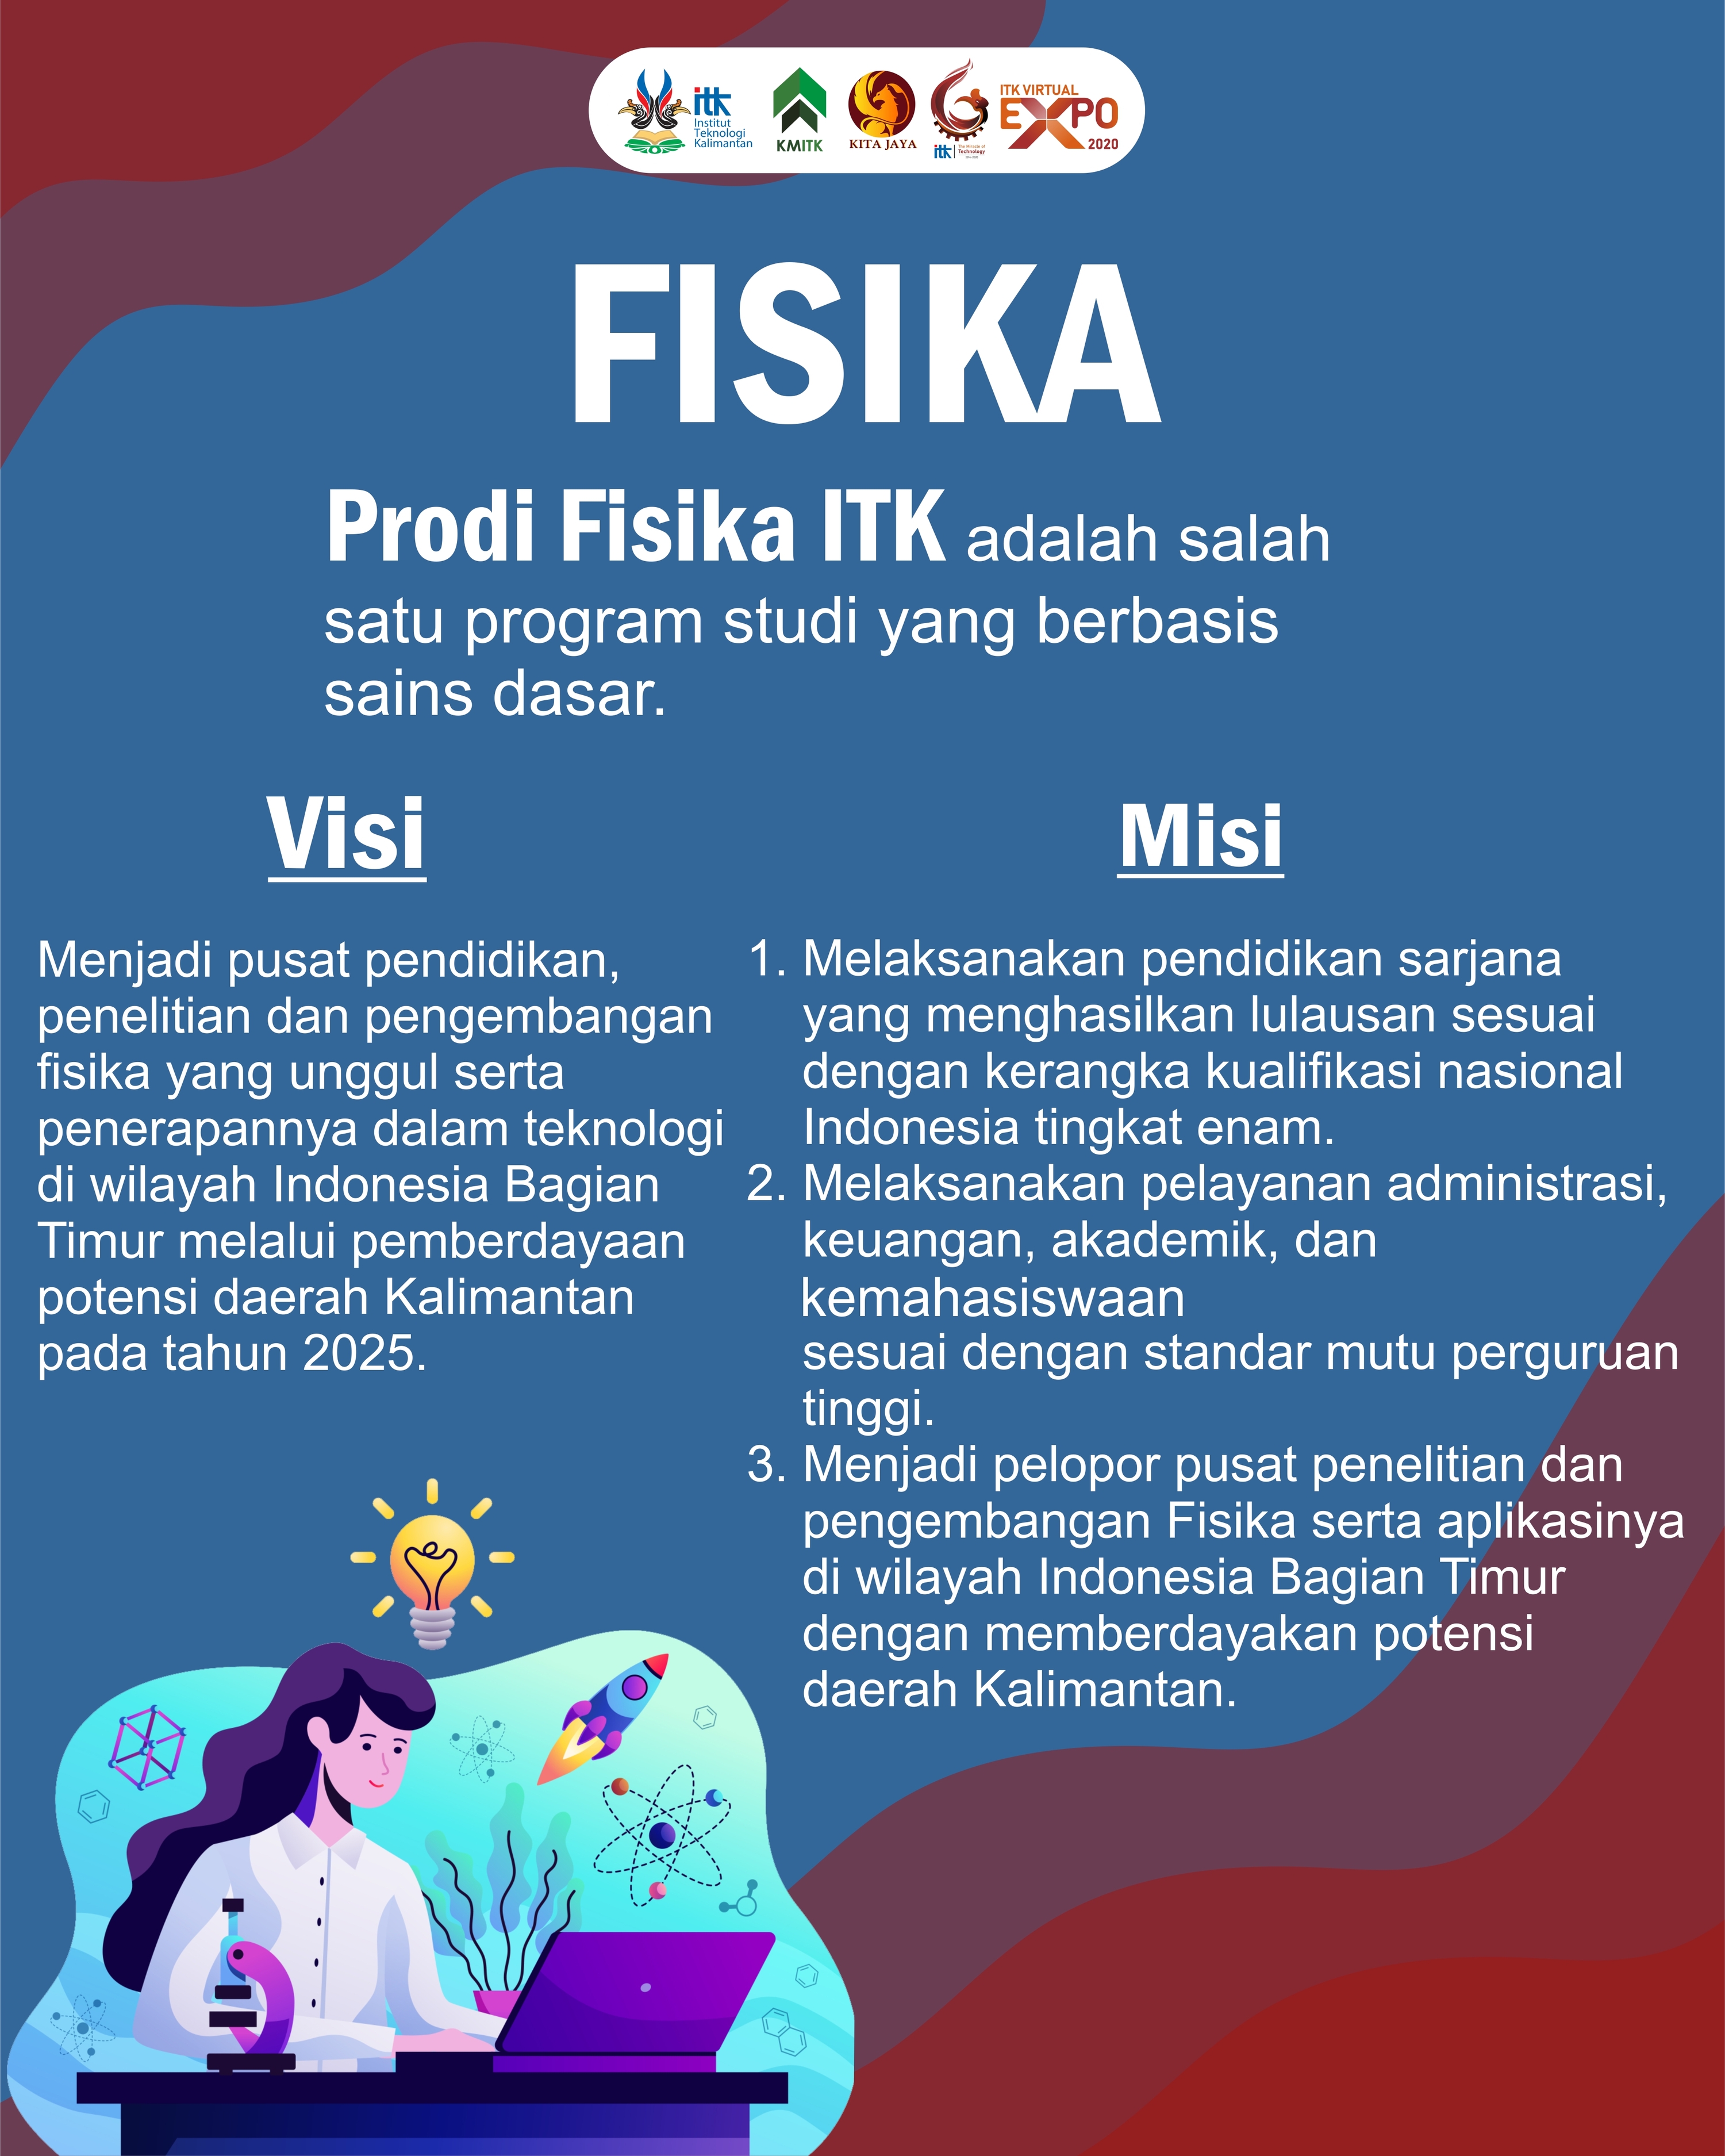 itk
Institut
Teknologi
Kalimantan
KMITK
KITA JAYA
itk
The Miracle of
Technology
ITK VIRTUAL
EXPO
2020
FISIKA
Prodi Fisika ITK adalah salah
satu program studi yang berbasis
sains dasar.
Visi
Menjadi pusat pendidikan,
penelitian dan pengembangan
fisika yang unggul serta
penerapannya dalam teknologi
di wilayah Indonesia Bagian
Timur melalui pemberdayaan
potensi daerah Kalimantan
pada tahun 2025.
Misi
1. Melaksanakan pendidikan sarjana
yang menghasilkan lulausan sesuai
dengan kerangka kualifikasi nasional
Indonesia tingkat enam.
2. Melaksanakan pelayanan administrasi,
keuangan, akademik, dan
kemahasiswaan
sesuai dengan standar mutu perguruan
tinggi.
3. Menjadi pelopor pusat penelitian dan
pengembangan Fisika serta aplikasinya
di wilayah Indonesia Bagian Timur
dengan memberdayakan potensi
daerah Kalimantan.